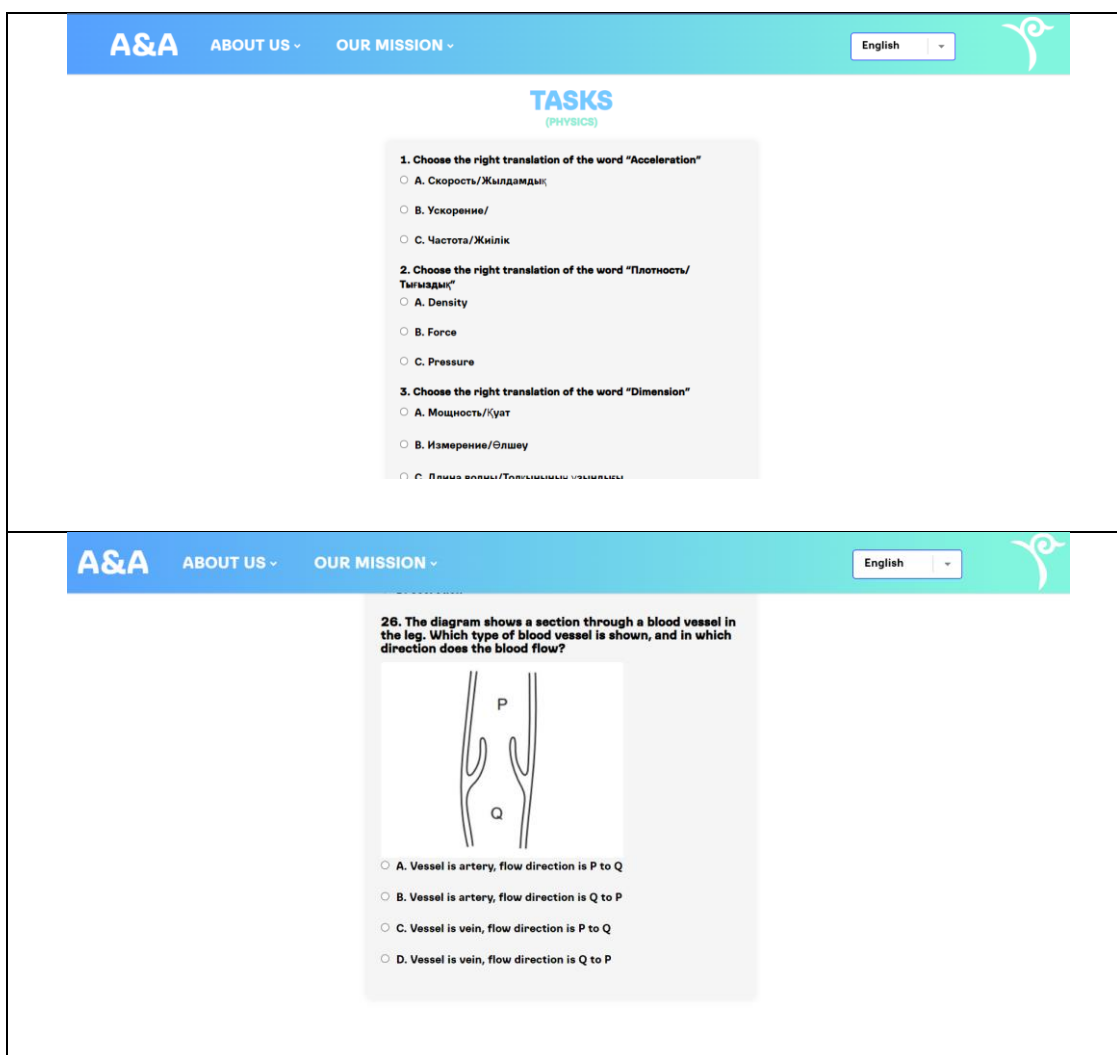 A&A ABOUT US OUR MISSION English
TASKS
(PHYSICS)
1. Choose the right translation of the word “Acceleration”
A. Скорость/Жылдамдық
B. Ускорение/
C. Частота/Жиілік
2. Choose the right translation of the word “Плотность/
Тығыздық”
A. Density
B. Force
C. Pressure
3. Choose the right translation of the word “Dimension”
A. Мощность/Қуат
B. Измерение/Өлшеу
C. Длина волны/Толқынының ұзындығы
A&A ABOUT US OUR MISSION English
26. The diagram shows a section through a blood vessel in
the leg. Which type of blood vessel is shown, and in which
direction does the blood flow?
P
Q
A. Vessel is artery, flow direction is P to Q
B. Vessel is artery, flow direction is Q to P
C. Vessel is vein, flow direction is P to Q
D. Vessel is vein, flow direction is Q to P